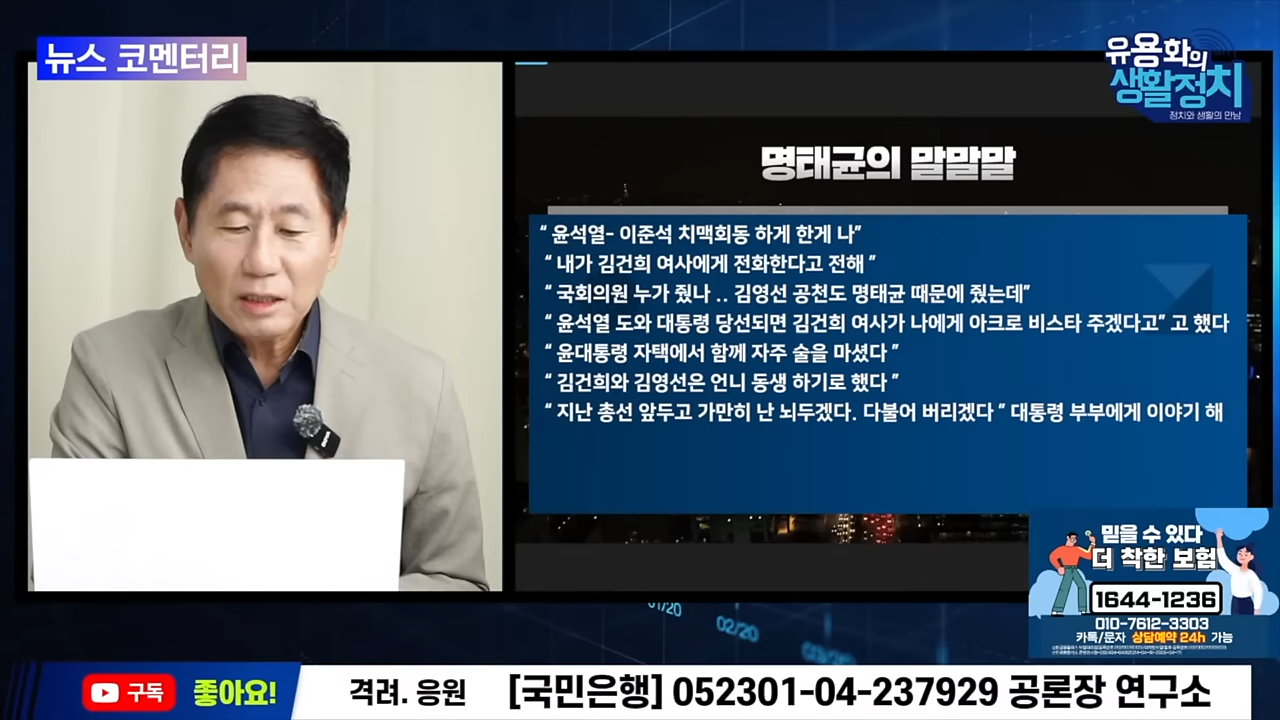 뉴스 코멘터리
유용화의
생활정치
정치와 생활의 만남
명태균의 말말말
“ 윤석열- 이준석 치맥회동 하게 한게 나”
“ 내가 김건희 여사에게 전화한다고 전해 ”
“ 국회의원 누가 줬나 .. 김영선 공천도 명태균 때문에 줬는데”
“ 윤석열 도와 대통령 당선되면 김건희 여사가 나에게 아크로 비스타 주겠다고” 고 했다
“ 윤대통령 자택에서 함께 자주 술을 마셨다 ”
“ 김건희와 김영선은 언니 동생 하기로 했다 ”
“ 지난 총선 앞두고 가만히 난 뇌두겠다. 다불어 버리겠다 ” 대통령 부부에게 이야기 해
믿을 수 있다
더 착한 보험
1644-1236
010-7612-3303
카톡/문자 상담예약 24h 가능
01/20
02/20
구독
좋아요!
격려. 응원
[국민은행] 052301-04-237929 공론장 연구소